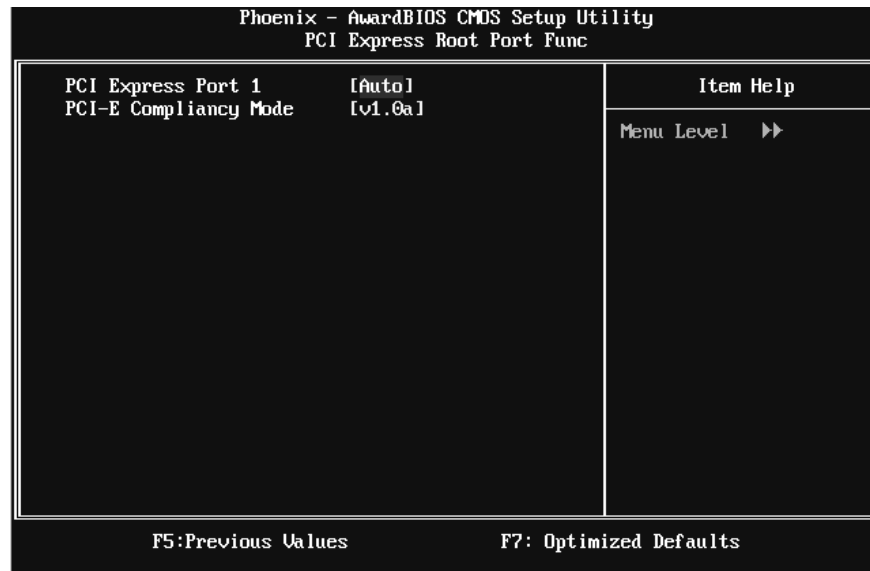 Phoenix - AwardBIOS CMOS Setup Utility
PCI Express Root Port Func
PCI Express Port 1 [Auto]
PCI-E Compliancy Mode [v1.0a]
Item Help
Menu Level ▶▶
F5:Previous Values F7: Optimized Defaults